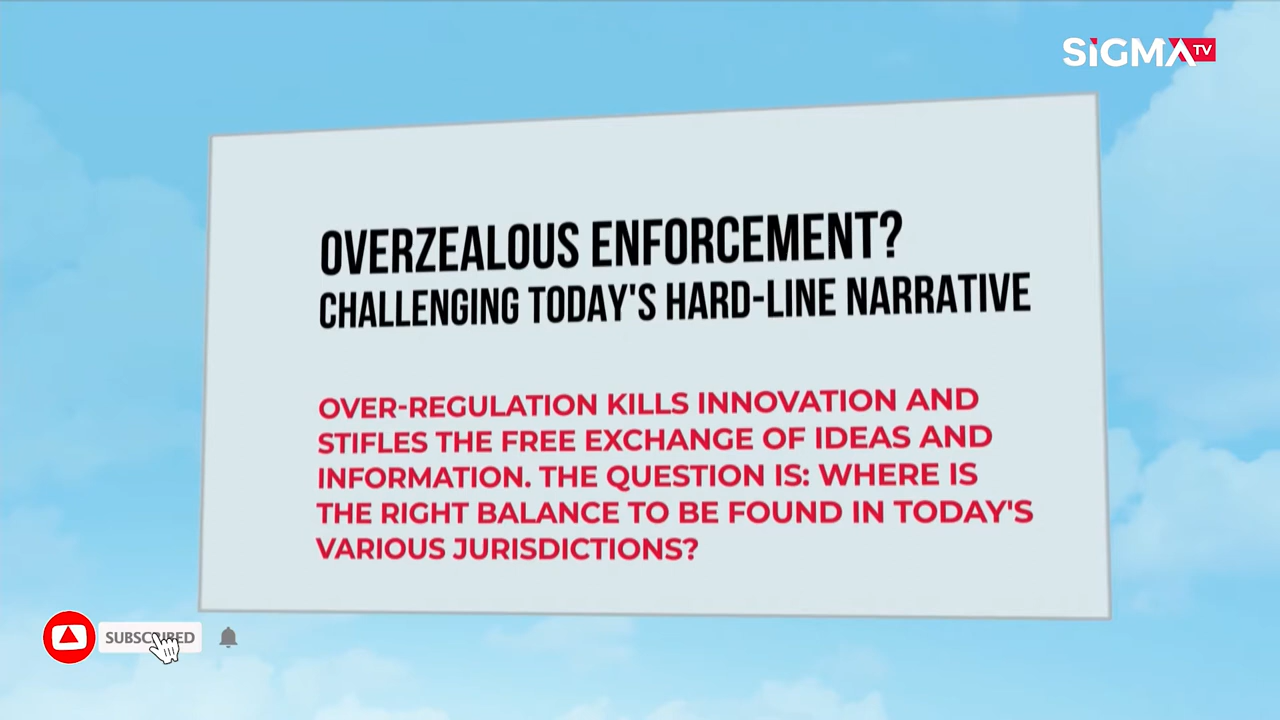 SiGMA TV
OVERZEALOUS ENFORCEMENT?
CHALLENGING TODAY'S HARD-LINE NARRATIVE
OVER-REGULATION KILLS INNOVATION AND
STIFLES THE FREE EXCHANGE OF IDEAS AND
INFORMATION. THE QUESTION IS: WHERE IS
THE RIGHT BALANCE TO BE FOUND IN TODAY'S
VARIOUS JURISDICTIONS?
SUBSCRIBED